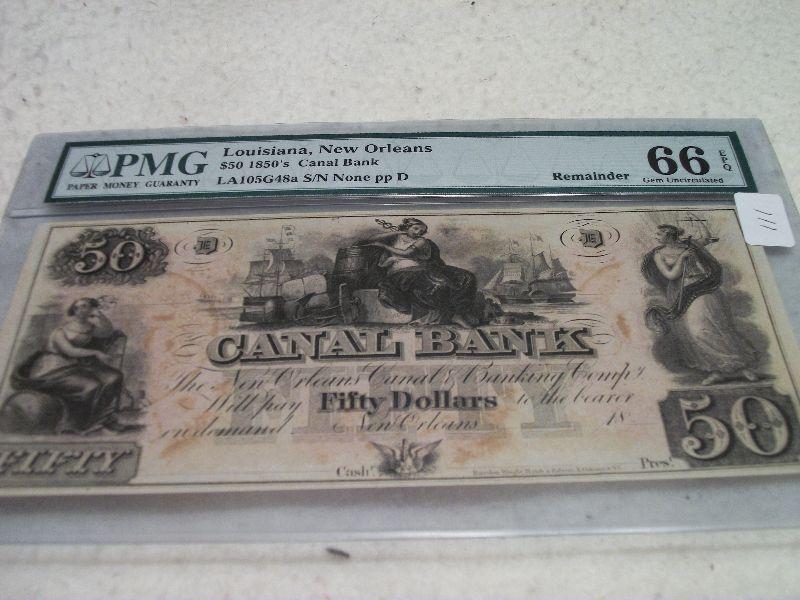 PMG
PAPER MONEY GUARANTY
Louisiana, New Orleans
$50 1850's Canal Bank
LA105G48a S/N None pp D
Remainder
66 EPQ
Gem Uncirculated
111
50
D
D
CANAL BANK
The New Orleans Canal & Banking Compy.
Will pay Fifty Dollars to the bearer
on demand New Orleans 18
FIFTY
50
Cash.r
Pres.t